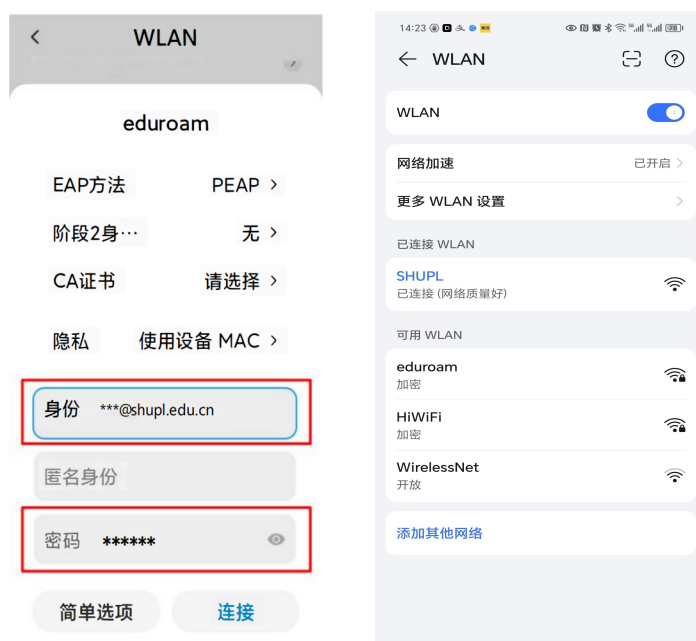 WLAN
eduroam
EAP方法 PEAP
阶段2身… 无
CA证书 请选择
隐私 使用设备 MAC
身份 ***@shupl.edu.cn
匿名身份
密码 ******
简单选项 连接
14:23
WLAN
WLAN
网络加速 已开启
更多 WLAN 设置
已连接 WLAN
SHUPL
已连接 (网络质量好)
可用 WLAN
eduroam
加密
HiWiFi
加密
WirelessNet
开放
添加其他网络